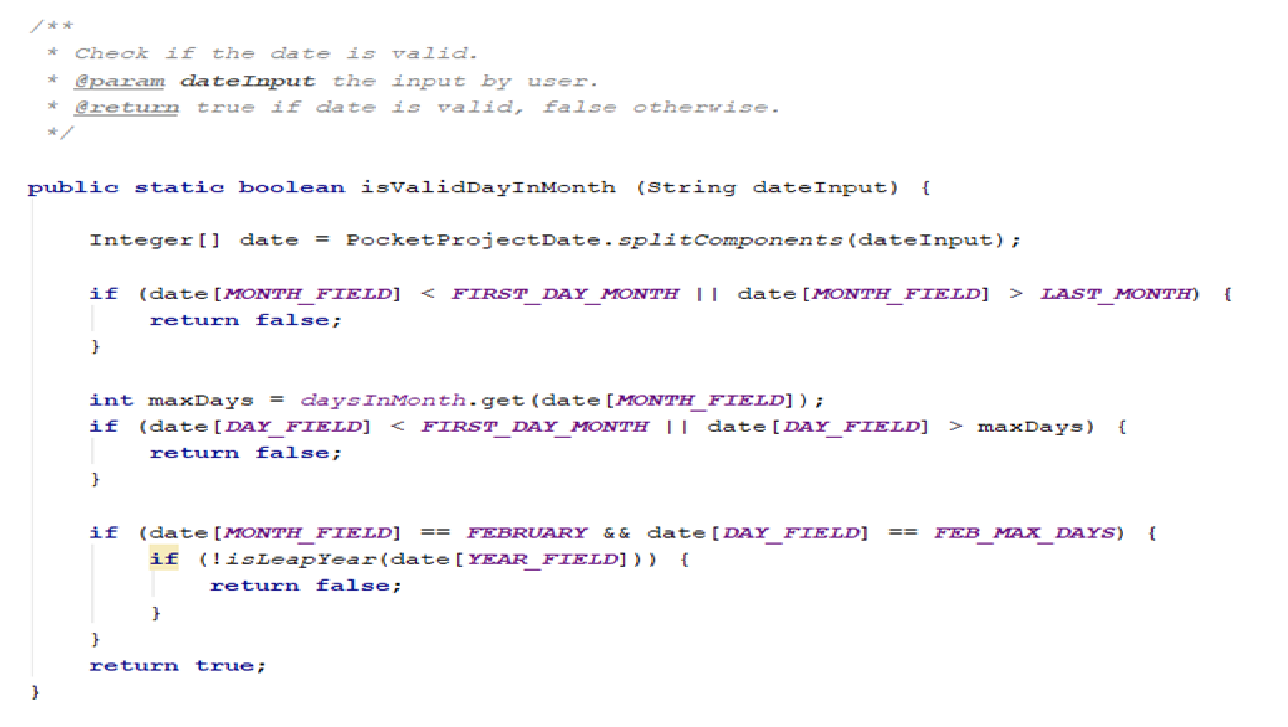 /**
 * Check if the date is valid.
 * @param dateInput the input by user.
 * @return true if date is valid, false otherwise.
 */
public static boolean isValidDayInMonth (String dateInput) {
Integer[] date = PocketProjectDate.splitComponents(dateInput);
if (date[MONTH_FIELD] < FIRST_DAY_MONTH || date[MONTH_FIELD] > LAST_MONTH) {
return false;
}
int maxDays = daysInMonth.get(date[MONTH_FIELD]);
if (date[DAY_FIELD] < FIRST_DAY_MONTH || date[DAY_FIELD] > maxDays) {
return false;
}
if (date[MONTH_FIELD] == FEBRUARY && date[DAY_FIELD] == FEB_MAX_DAYS) {
if (!isLeapYear(date[YEAR_FIELD])) {
return false;
}
}
return true;
}